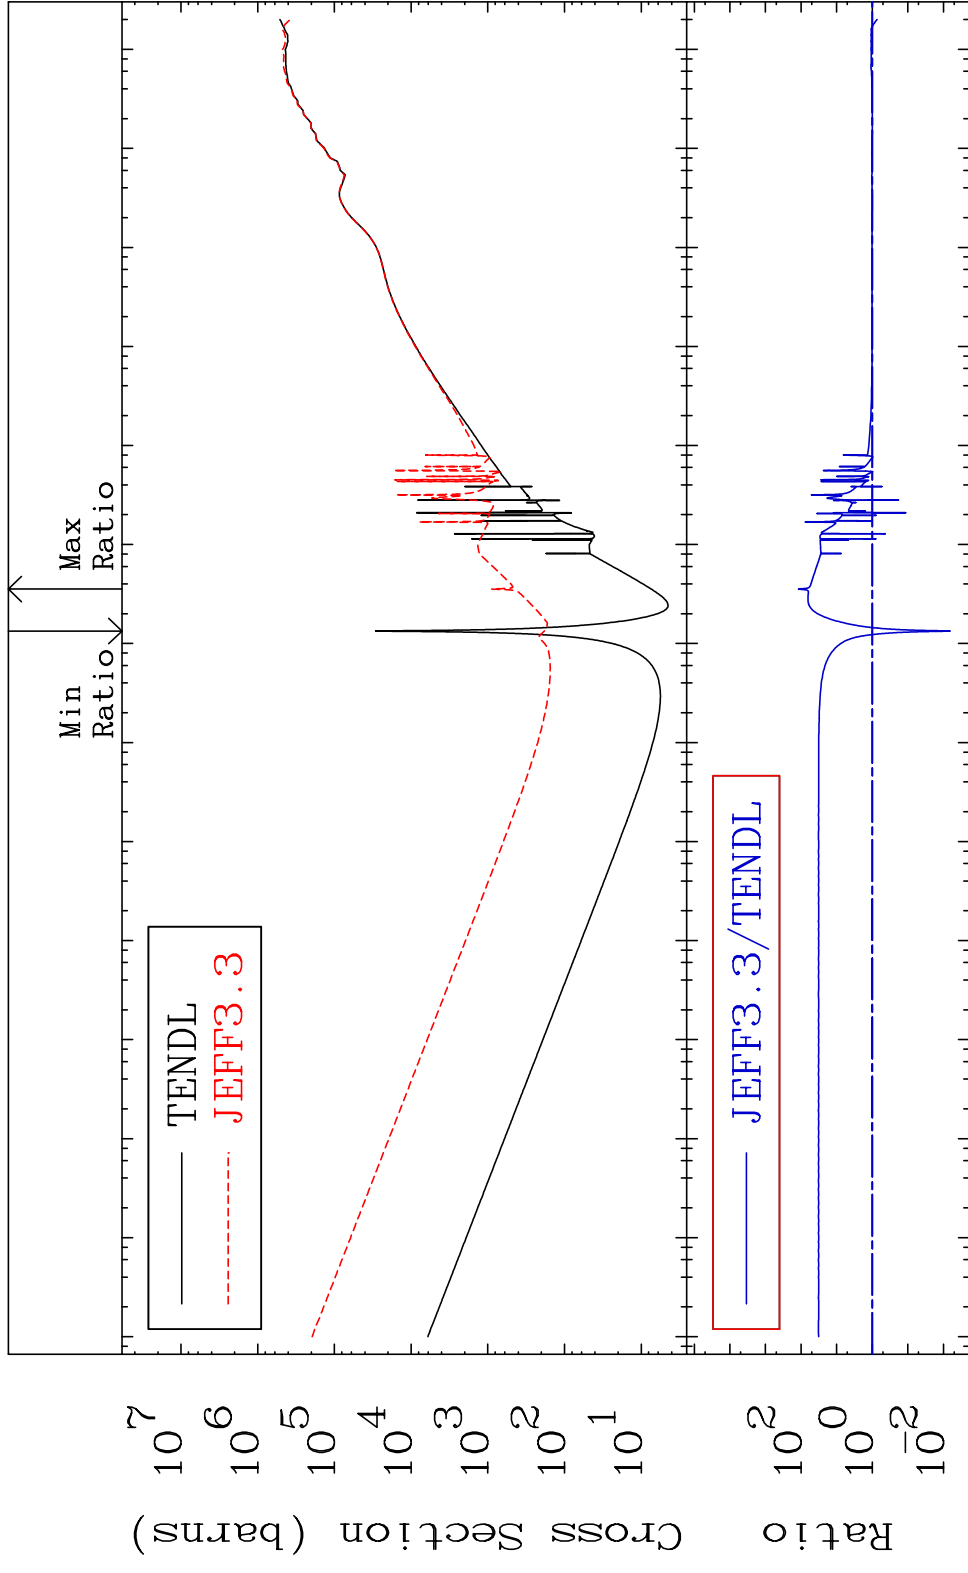 Min
Ratio
Max
Ratio
TENDL
JEFF3.3
10 7
10 6
10 5
10 4
10 3
10 2
10 1
Cross Section (barns)
JEFF3.3/TENDL
10 2
10 0
10 -2
Ratio